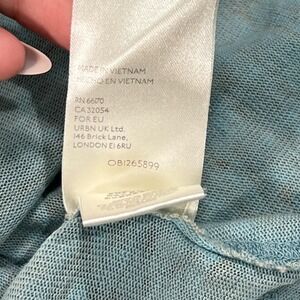 MADE IN VIETNAM
HECHO EN VIETNAM
RN 66170
CA 32054
FOR EU
URBN UK Ltd.
146 Brick Lane,
LONDON E1 6RU
OB1265899